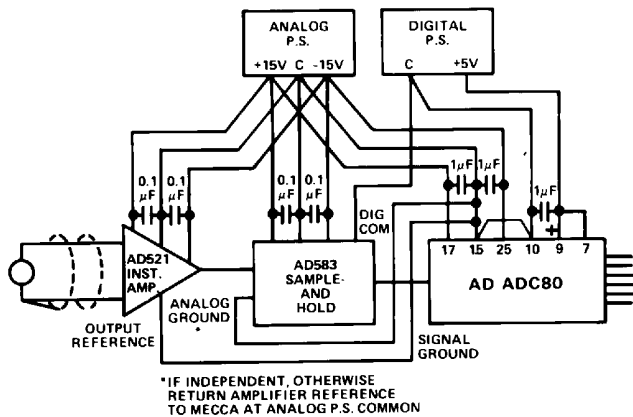 ANALOG
P.S.
+15V C -15V
DIGITAL
P.S.
C +5V
0.1
µF
0.1
µF
0.1
µF
0.1
µF
1µF
1µF
1µF
+
DIG
COM
17 15 25 10 9 7
AD521
INST.
AMP.
AD583
SAMPLE-
AND
HOLD
AD ADC80
ANALOG
GROUND
*
OUTPUT
REFERENCE
SIGNAL
GROUND
*IF INDEPENDENT, OTHERWISE
RETURN AMPLIFIER REFERENCE
TO MECCA AT ANALOG P.S. COMMON